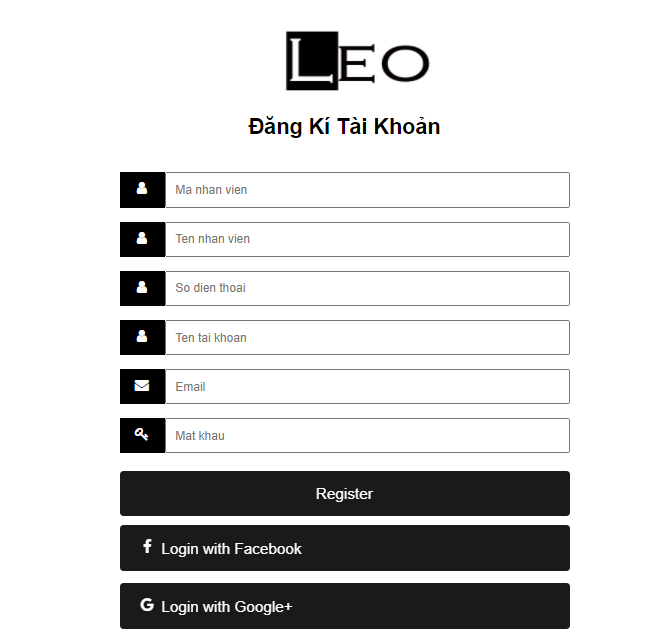 LEO
Đăng Kí Tài Khoản
Ma nhan vien
Ten nhan vien
So dien thoai
Ten tai khoan
Email
Mat khau
Register
Login with Facebook
Login with Google+